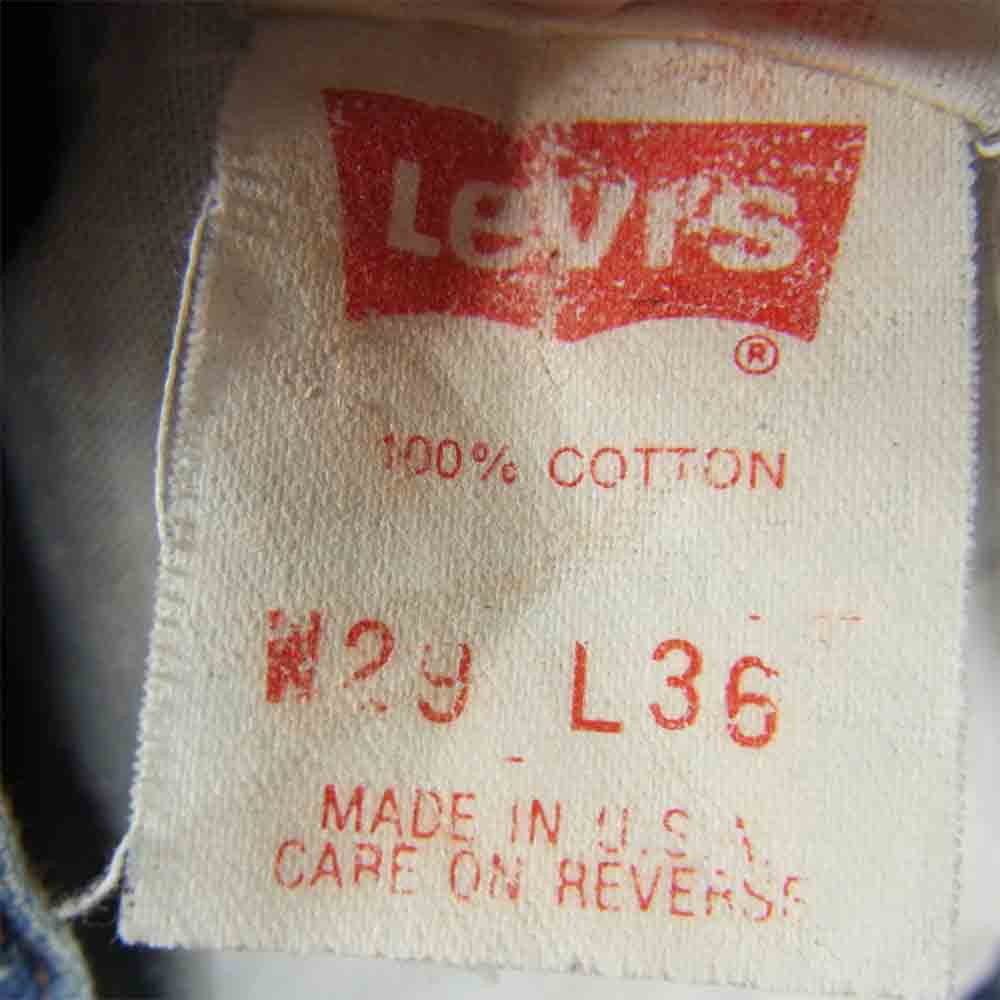 Levi's
®
100% COTTON
W29 L36
MADE IN U.S.A.
CARE ON REVERSE